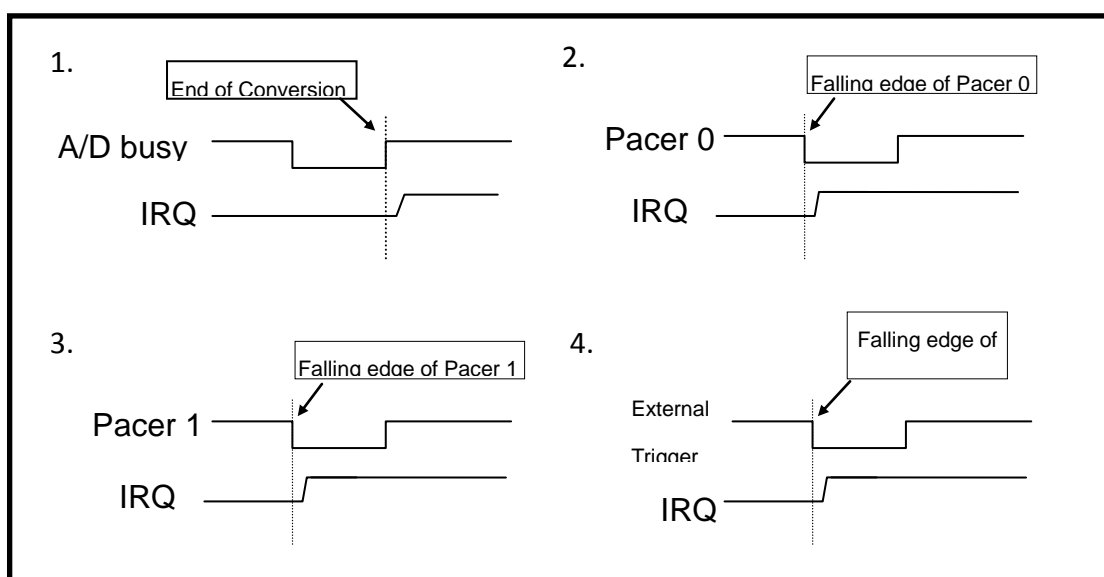 1.
End of Conversion
A/D busy
IRQ
2.
Falling edge of Pacer 0
Pacer 0
IRQ
3.
Falling edge of Pacer 1
Pacer 1
IRQ
4.
Falling edge of
External
Trigger
IRQ